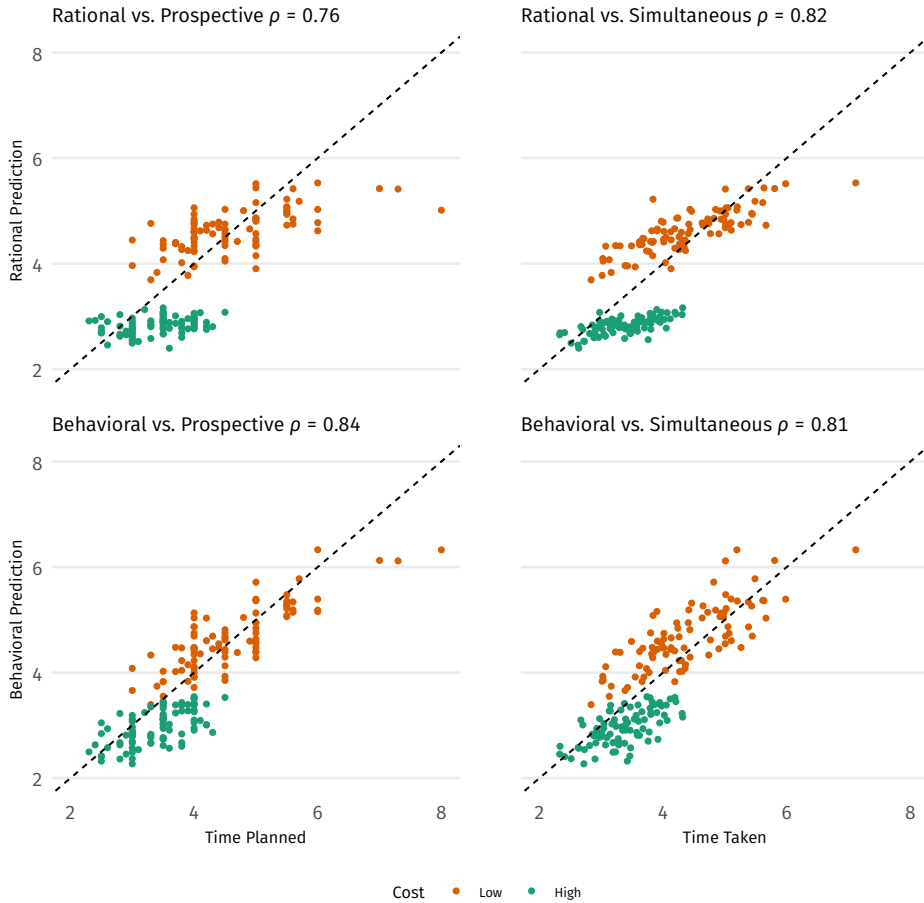 Rational vs. Prospective ρ = 0.76
Rational vs. Simultaneous ρ = 0.82
8
6
4
2
Rational Prediction
Behavioral vs. Prospective ρ = 0.84
Behavioral vs. Simultaneous ρ = 0.81
8
6
4
2
Behavioral Prediction
2 4 6 8
2 4 6 8
Time Planned
Time Taken
Cost Low High